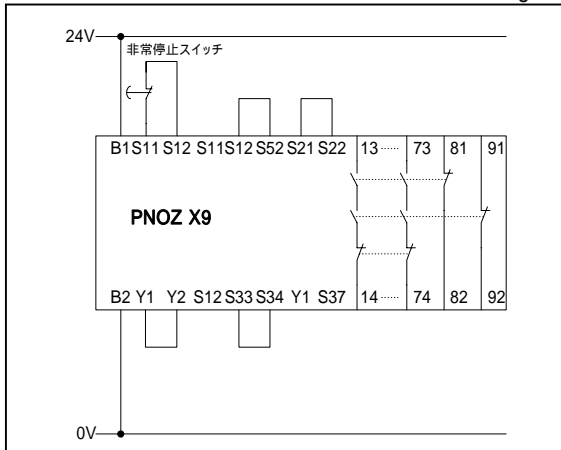 24V
非常停止スイッチ
B1 S11 S12 S11 S12 S52 S21 S22 13 73 81 91
PNOZ X9
B2 Y1 Y2 S12 S33 S34 Y1 S37 14 74 82 92
0V